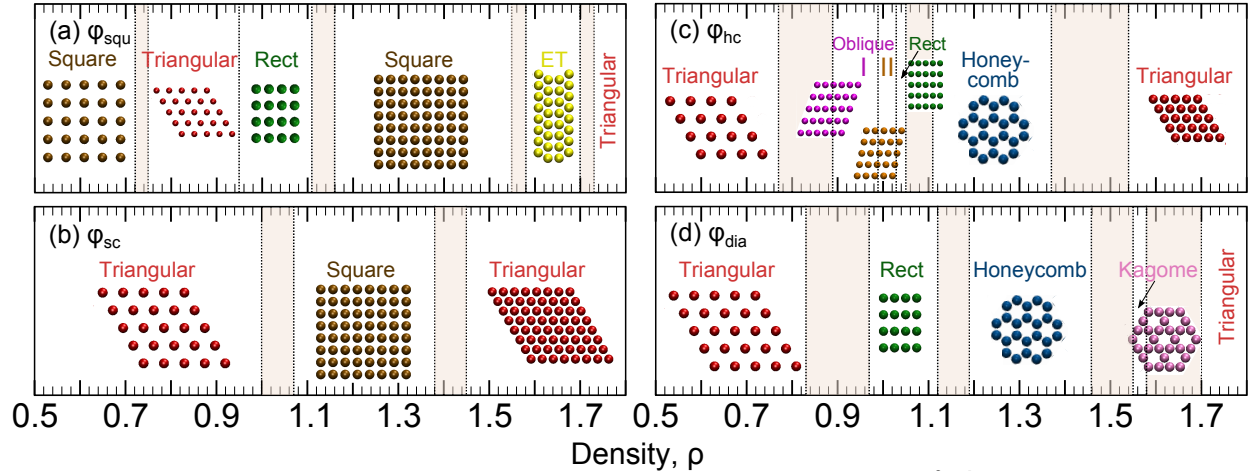 (a) φsqu
Square
Triangular
Rect
Square
ET
Triangular
(b) φsc
Triangular
Square
Triangular
0.5 0.7 0.9 1.1 1.3 1.5 1.7
(c) φhc
Triangular
Oblique
I II
Rect
Honey-
comb
Triangular
(d) φdia
Triangular
Rect
Honeycomb
Kagome
Triangular
0.5 0.7 0.9 1.1 1.3 1.5 1.7
Density, ρ